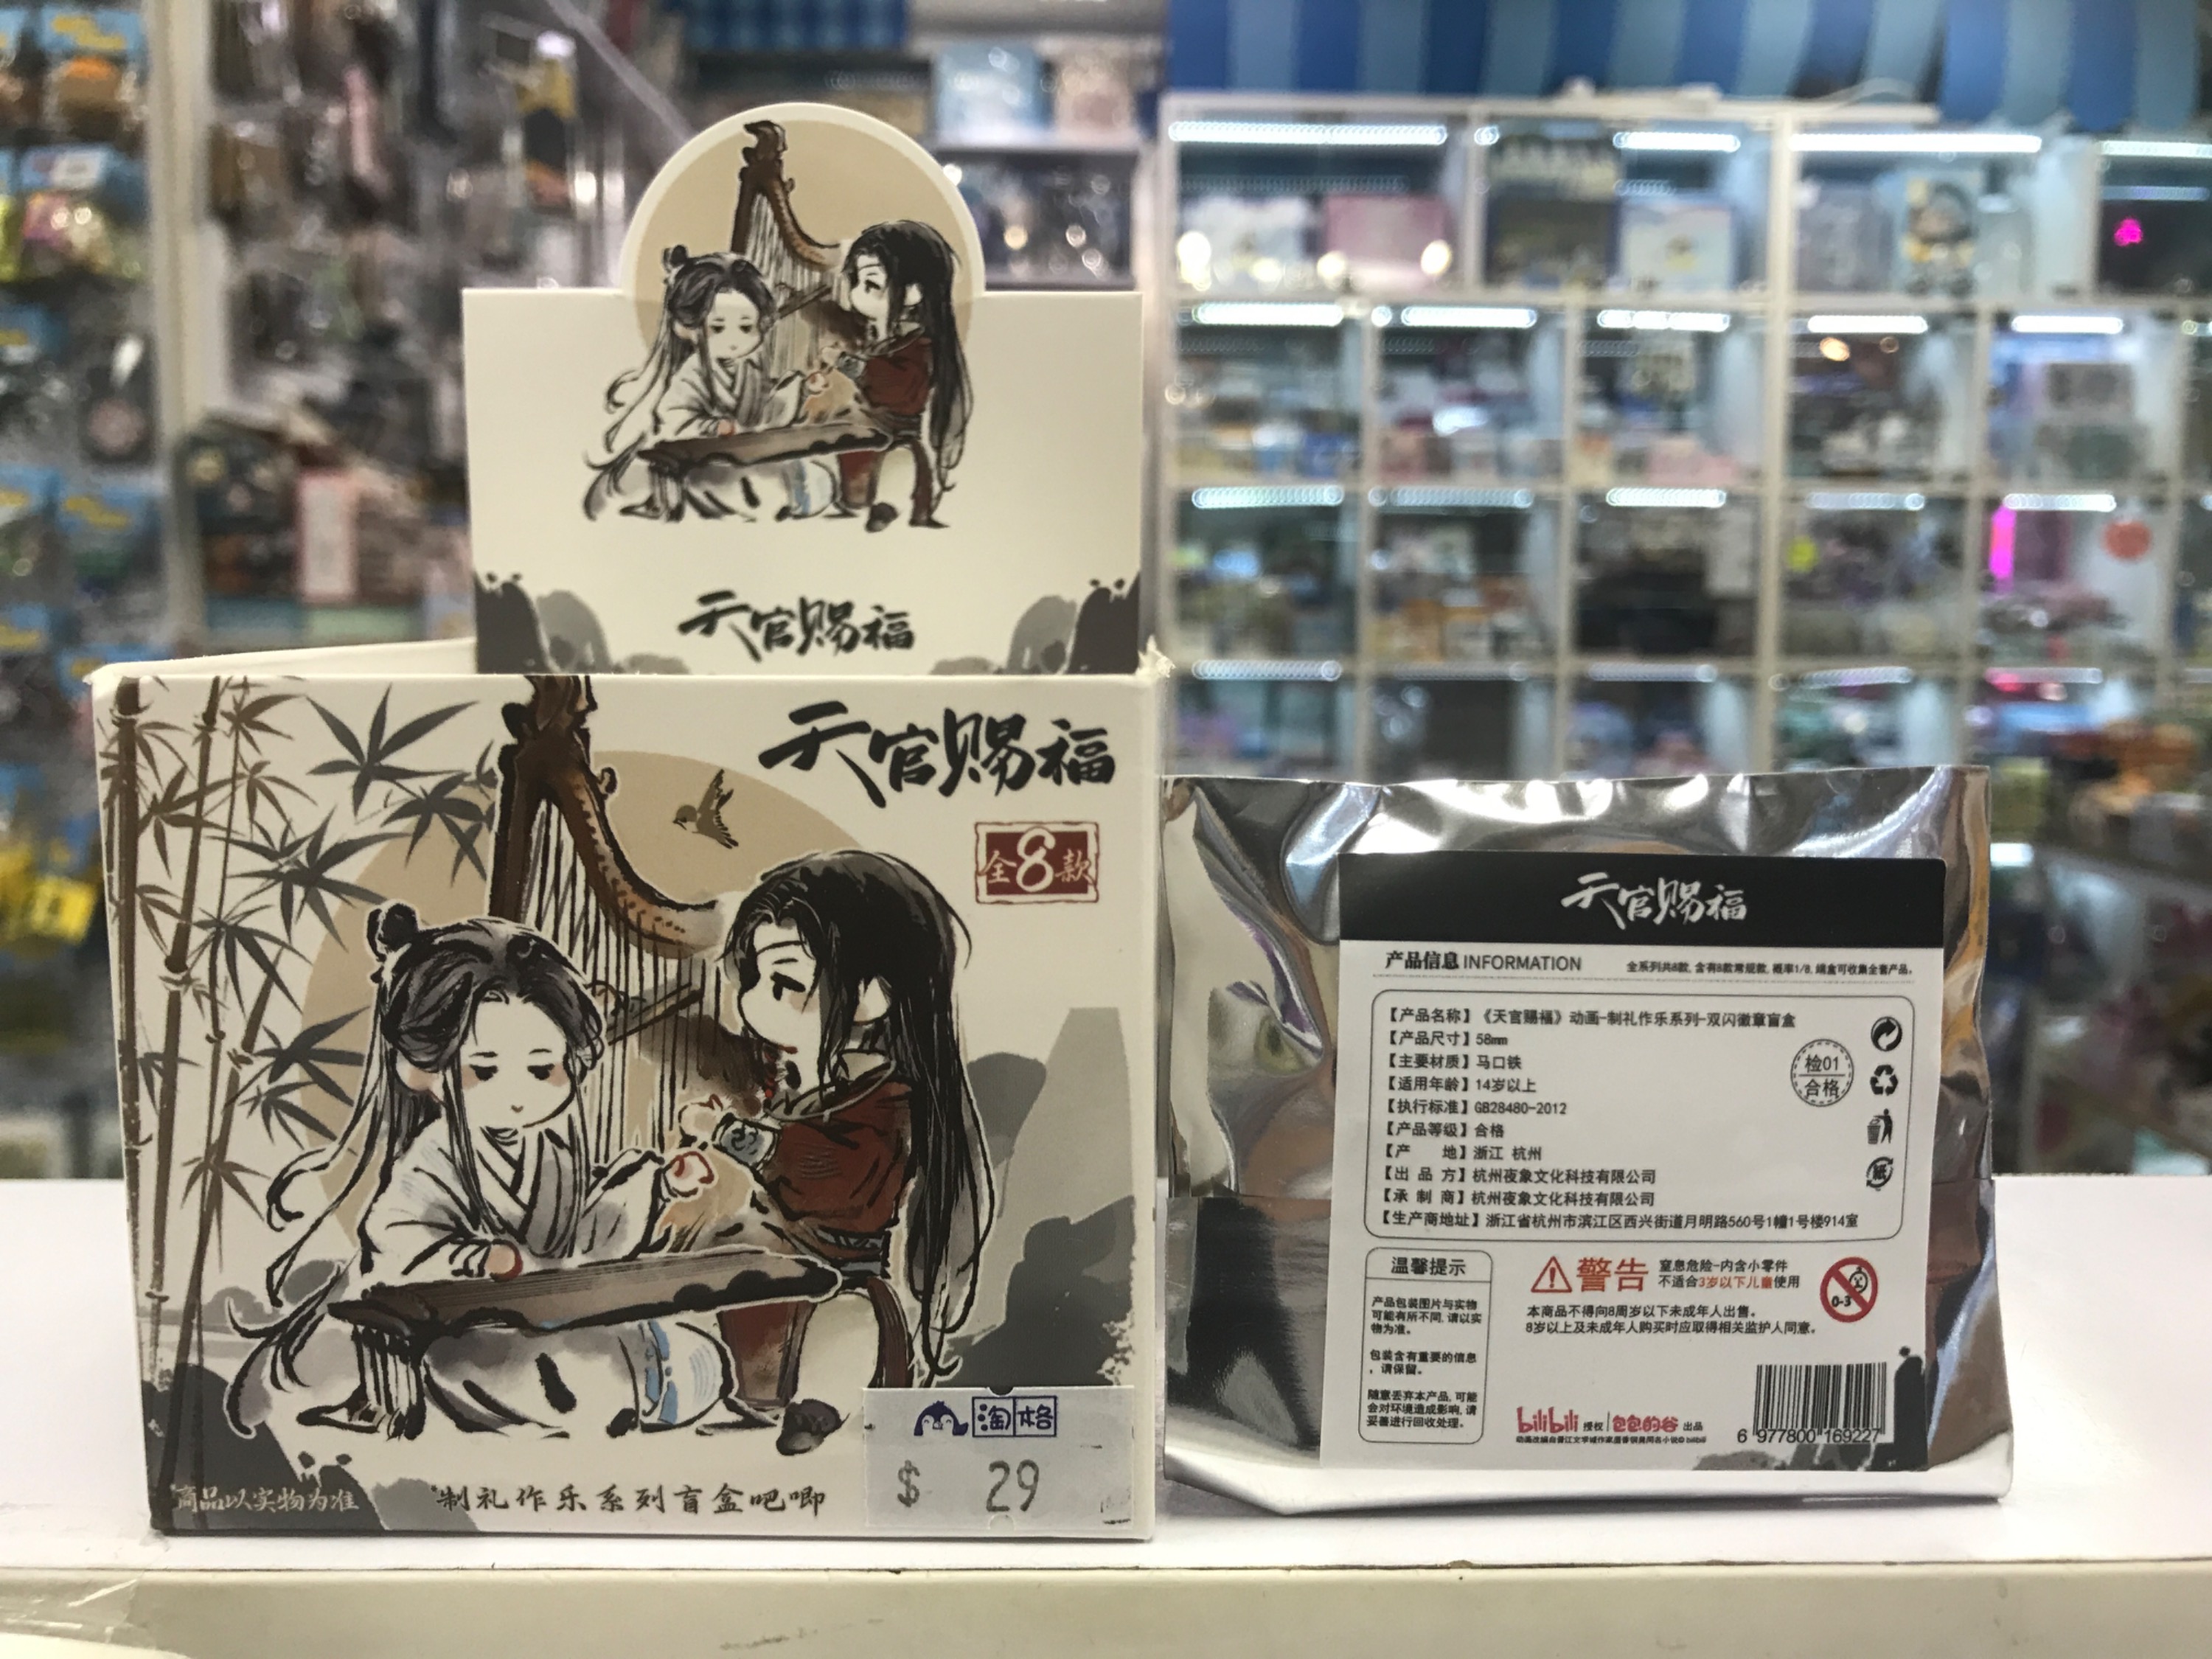 天官赐福
天官赐福
全8款
商品以实物为准
制礼作乐系列盲盒吧唧
淘格
$ 29
天官赐福
产品信息 INFORMATION
全系列共8款, 含有8款常规款, 概率1/8, 端盒可收集全套产品。
【产品名称】《天官赐福》动画-制礼作乐系列-双闪徽章盲盒
【产品尺寸】58mm
【主要材质】马口铁
【适用年龄】14岁以上
【执行标准】GB28480-2012
【产品等级】合格
【产 地】浙江 杭州
【出 品 方】杭州夜象文化科技有限公司
【承 制 商】杭州夜象文化科技有限公司
【生产商地址】浙江省杭州市滨江区西兴街道月明路560号1幢1号楼914室
检01
合格
紙
温馨提示
产品包装图片与实物
可能有所不同, 请以实
物为准。
包装含有重要的信息
, 请保留。
随意丢弃本产品, 可能
会对环境造成影响, 请
妥善进行回收处理。
警告
窒息危险-内含小零件
不适合3岁以下儿童使用
0-3
本商品不得向8周岁以下未成年人出售。
8岁以上及未成年人购买时应取得相关监护人同意。
bilibili 授权 包包的谷 出品
6 977800 169227